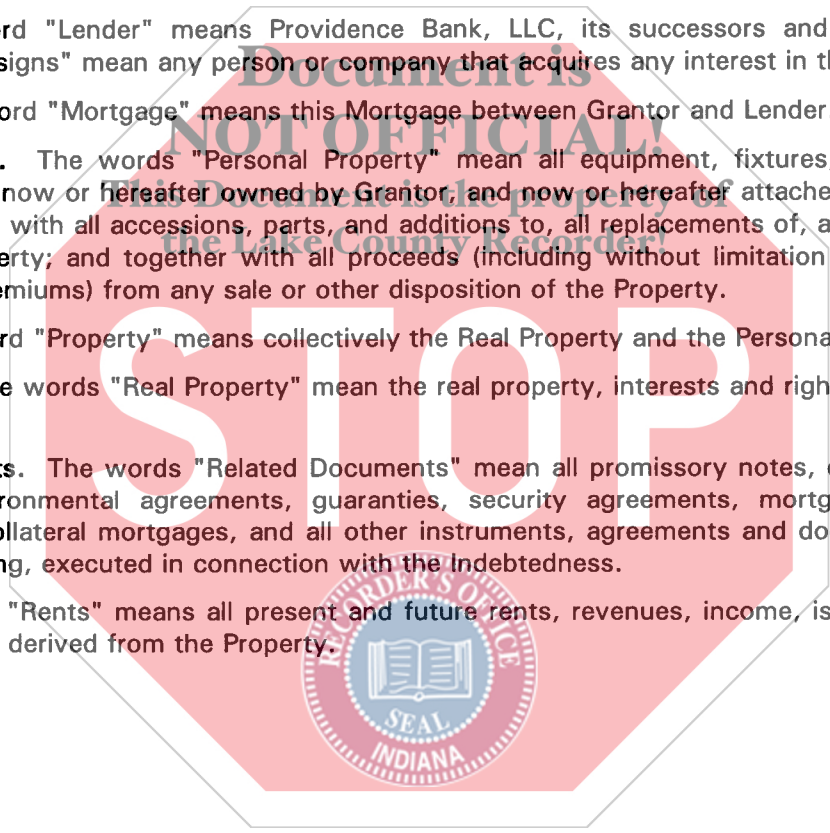 rd "Lender" means Providence Bank, LLC, its successors and
signs" mean any person or company that acquires any interest in th
Document is
ord "Mortgage" means this Mortgage between Grantor and Lender.
NOT OFFICIAL!
. The words "Personal Property" mean all equipment, fixtures,
now or hereafter owned by Grantor, and now or hereafter attache
This Document is the property of
with all accessions, parts, and additions to, all replacements of, a
the Lake County Recorder!
erty; and together with all proceeds (including without limitation
emiums) from any sale or other disposition of the Property.
rd "Property" means collectively the Real Property and the Persona
e words "Real Property" mean the real property, interests and righ
STOP
ts. The words "Related Documents" mean all promissory notes,
ronmental agreements, guaranties, security agreements, mortg
ollateral mortgages, and all other instruments, agreements and do
ng, executed in connection with the Indebtedness.
"Rents" means all present and future rents, revenues, income, is
derived from the Property.
RECORDER'S OFFICE
SEAL
INDIANA